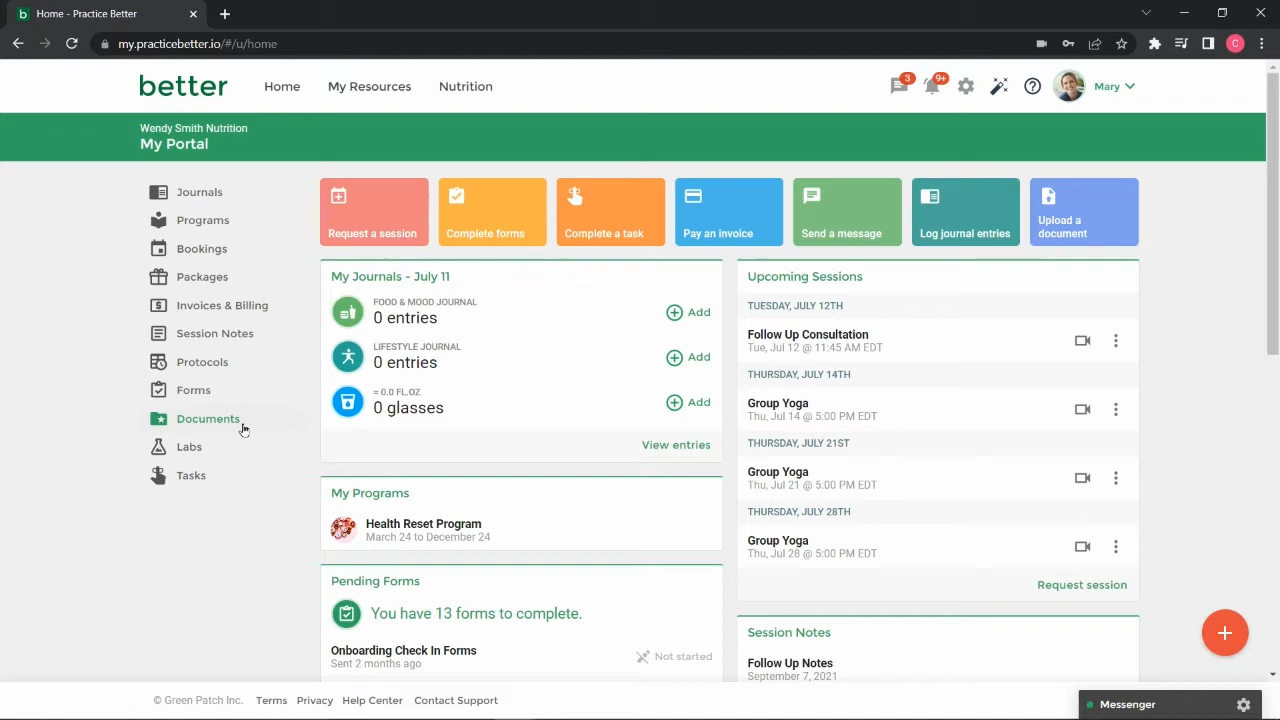 Home - Practice Better
my.practicebetter.io/#/u/home
C
better
Home
My Resources
Nutrition
3
9+
Mary
Wendy Smith Nutrition
My Portal
Journals
Programs
Bookings
Packages
Invoices & Billing
Session Notes
Protocols
Forms
Documents
Labs
Tasks
Request a session
Complete forms
Complete a task
Pay an invoice
Send a message
Log journal entries
Upload a
document
My Journals - July 11
FOOD & MOOD JOURNAL
0 entries
Add
LIFESTYLE JOURNAL
0 entries
Add
≈ 0.0 FL.OZ
0 glasses
Add
View entries
My Programs
Health Reset Program
March 24 to December 24
Pending Forms
You have 13 forms to complete.
Onboarding Check In Forms
Sent 2 months ago
Not started
Upcoming Sessions
TUESDAY, JULY 12TH
Follow Up Consultation
Tue, Jul 12 @ 11:45 AM EDT
THURSDAY, JULY 14TH
Group Yoga
Thu, Jul 14 @ 5:00 PM EDT
THURSDAY, JULY 21ST
Group Yoga
Thu, Jul 21 @ 5:00 PM EDT
THURSDAY, JULY 28TH
Group Yoga
Thu, Jul 28 @ 5:00 PM EDT
Request session
Session Notes
Follow Up Notes
September 7, 2021
© Green Patch Inc.
Terms
Privacy
Help Center
Contact Support
Messenger